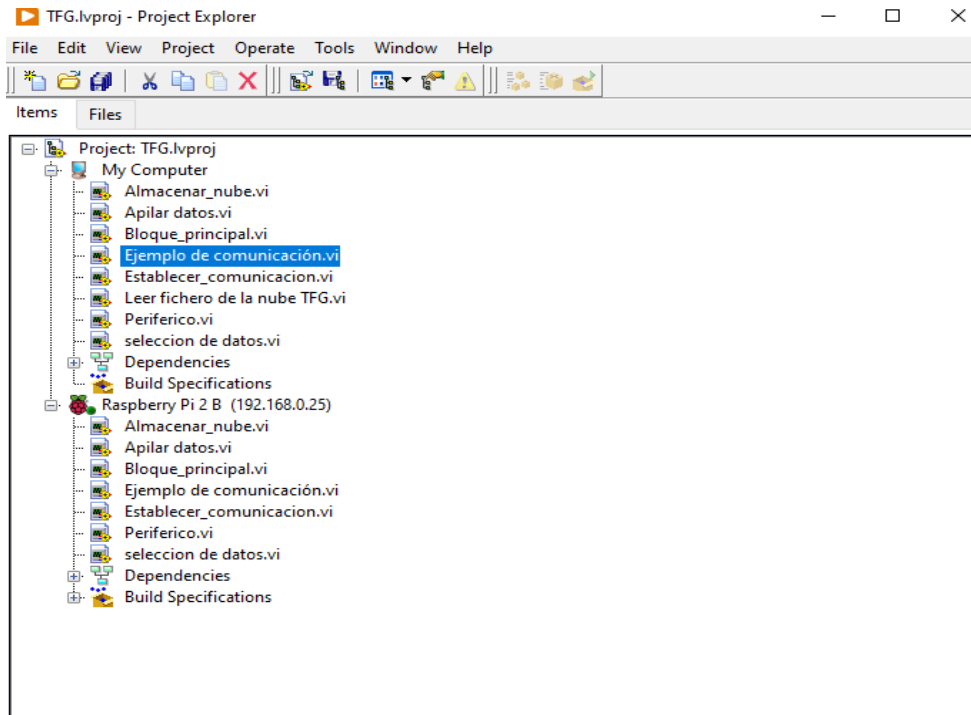 TFG.lvproj - Project Explorer
File Edit View Project Operate Tools Window Help
Items Files
Project: TFG.lvproj
My Computer
Almacenar_nube.vi
Apilar datos.vi
Bloque_principal.vi
Ejemplo de comunicación.vi
Establecer_comunicacion.vi
Leer fichero de la nube TFG.vi
Periferico.vi
seleccion de datos.vi
Dependencies
Build Specifications
Raspberry Pi 2 B (192.168.0.25)
Almacenar_nube.vi
Apilar datos.vi
Bloque_principal.vi
Ejemplo de comunicación.vi
Establecer_comunicacion.vi
Periferico.vi
seleccion de datos.vi
Dependencies
Build Specifications